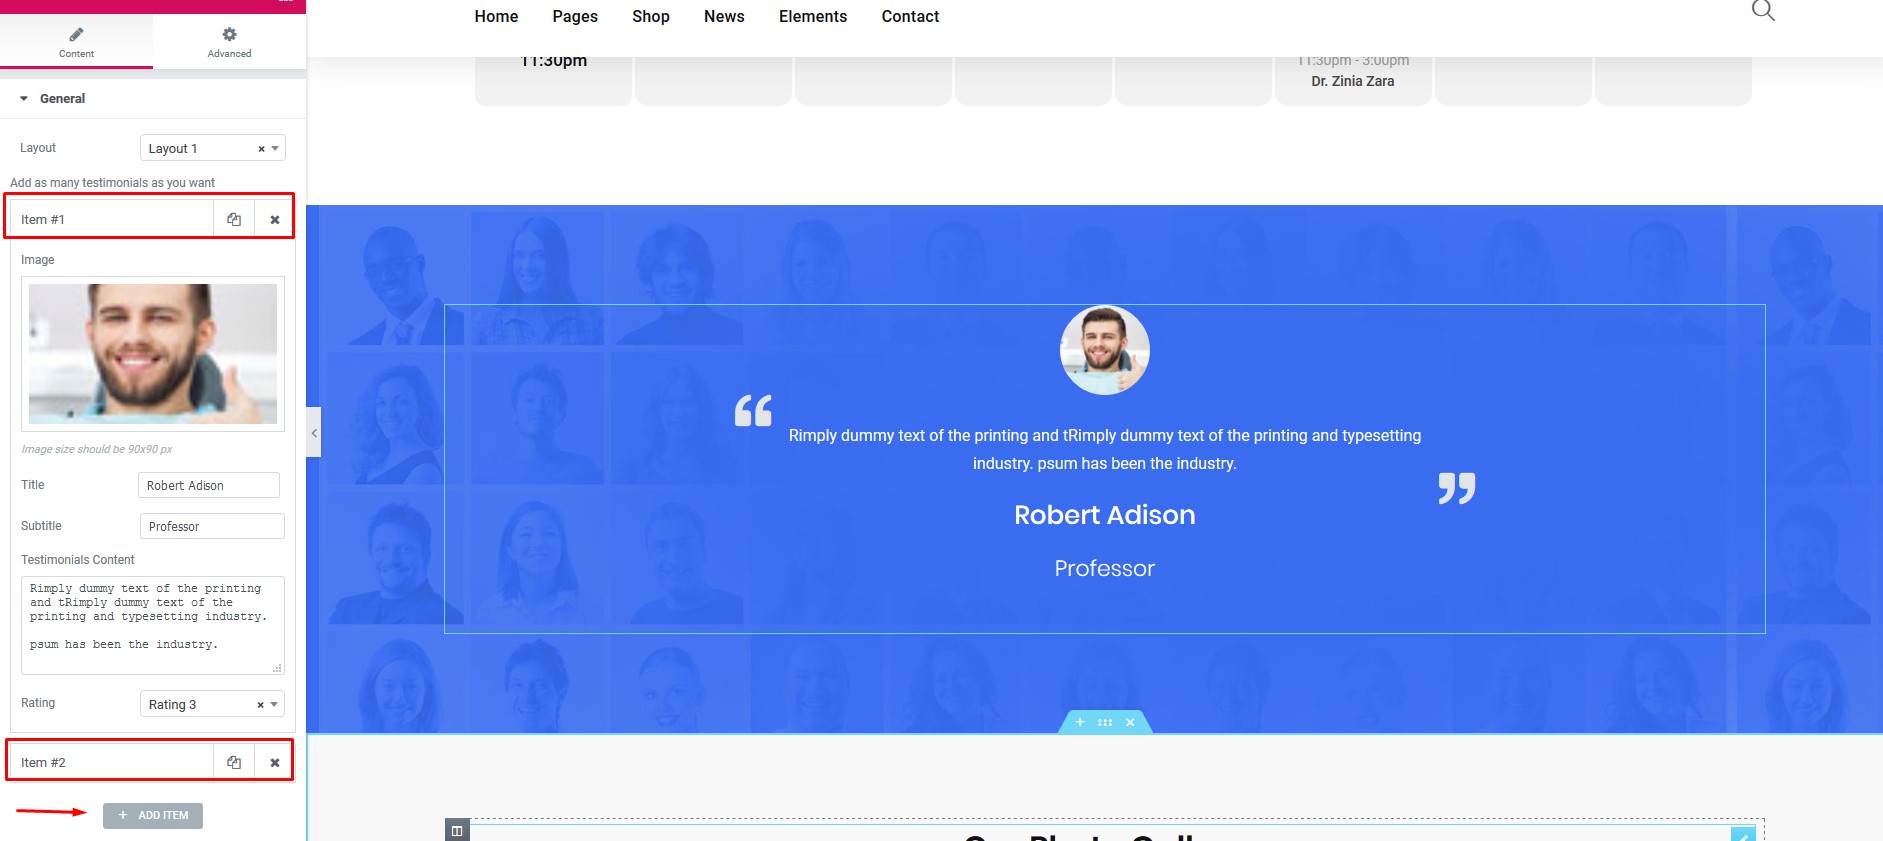 Content
Advanced
General
Layout
Layout 1
Add as many testimonials as you want
Item #1
Image
Image size should be 90x90 px
Title
Robert Adison
Subtitle
Professor
Testimonials Content
Rimply dummy text of the printing
and tRimply dummy text of the
printing and typesetting industry.
psum has been the industry.
Rating
Rating 3
Item #2
+ ADD ITEM
Home Pages Shop News Elements Contact
11:30pm
11:30pm - 3:00pm
Dr. Zinia Zara
“
Rimply dummy text of the printing and tRimply dummy text of the printing and typesetting
industry. psum has been the industry.
”
Robert Adison
Professor